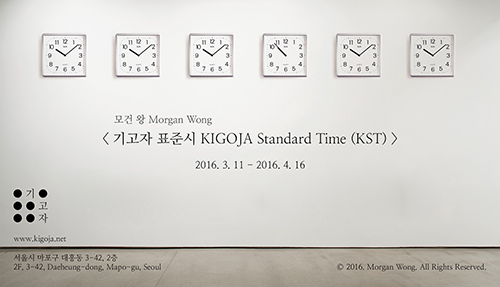 모건 왕 Morgan Wong
< 기고자 표준시 KIGOJA Standard Time (KST) >
2016. 3. 11 - 2016. 4. 16
기
고
자
www.kigoja.net
서울시 마포구 대흥동 3-42, 2층
2F, 3-42, Daeheung-dong, Mapo-gu, Seoul
© 2016. Morgan Wong. All Rights Reserved.